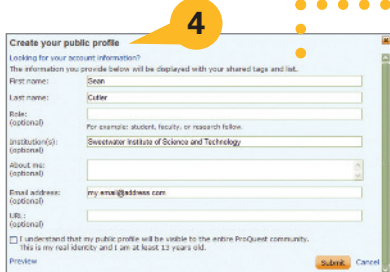 4
Create your public profile
Looking for your account information?
The information you provide below will be displayed with your shared tags and list.
First name: Sean
Last name: Cutler
Role:
(optional)
For example: student, faculty, or research fellow.
Institution(s): Sweetwater Institute of Science and Technology
(optional)
About me:
(optional)
Email address: my.email@address.com
(optional)
URL:
(optional)
I understand that my public profile will be visible to the entire ProQuest community.
This is my real identity and I am at least 13 years old.
Preview Submit Cancel